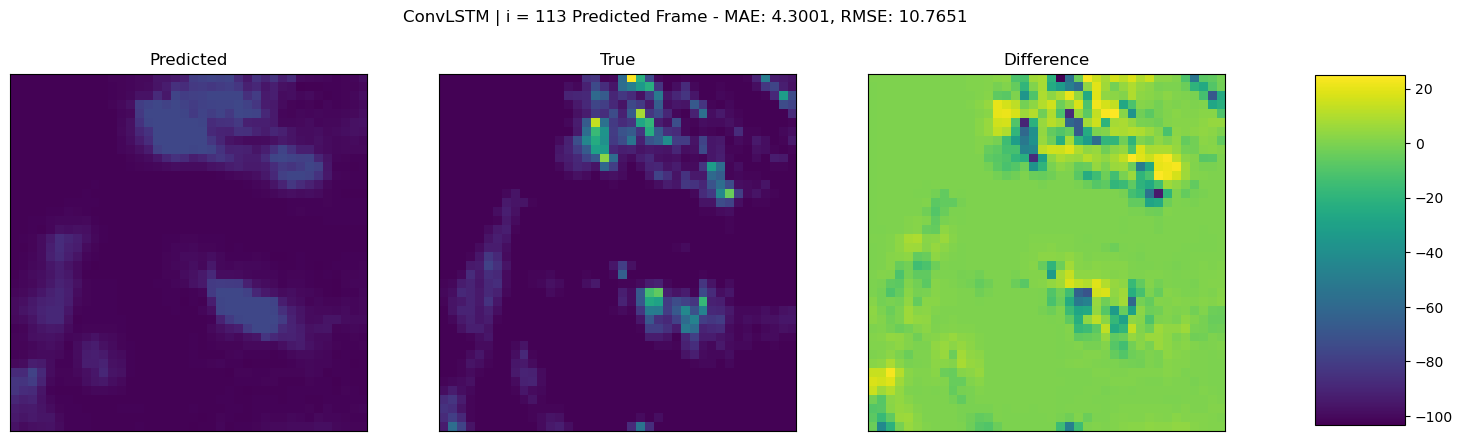 ConvLSTM | i = 113 Predicted Frame - MAE: 4.3001, RMSE: 10.7651
Predicted
True
Difference
20
0
−20
−40
−60
−80
−100